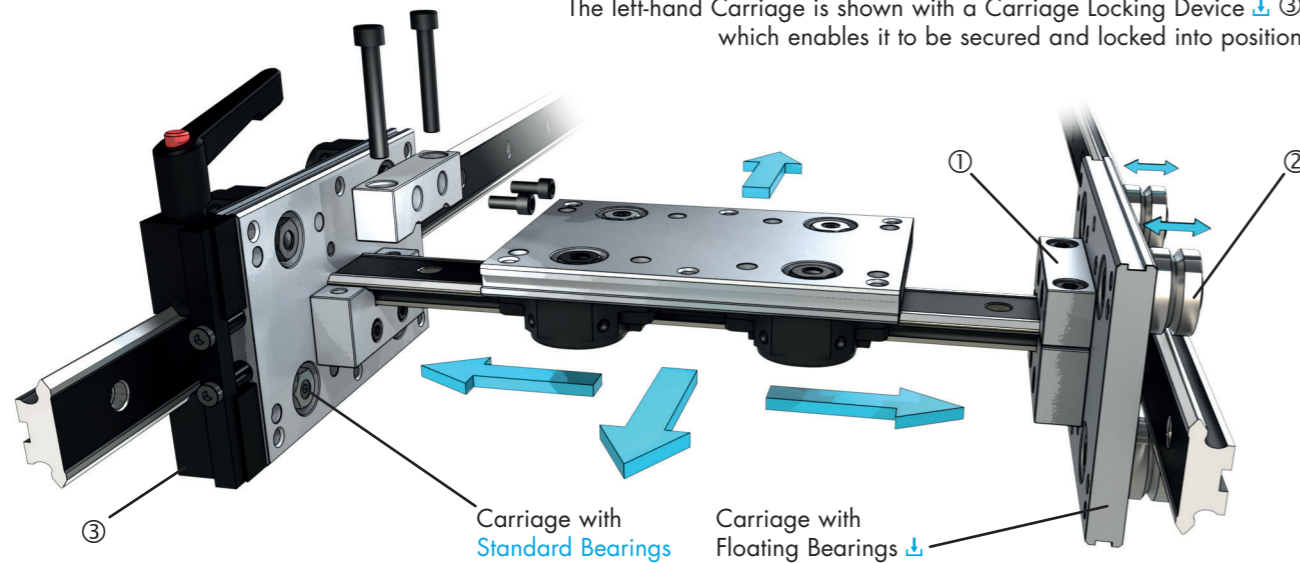 The left-hand Carriage is shown with a Carriage Locking Device ③
which enables it to be secured and locked into position
①
②
③
Carriage with
Standard Bearings
Carriage with
Floating Bearings